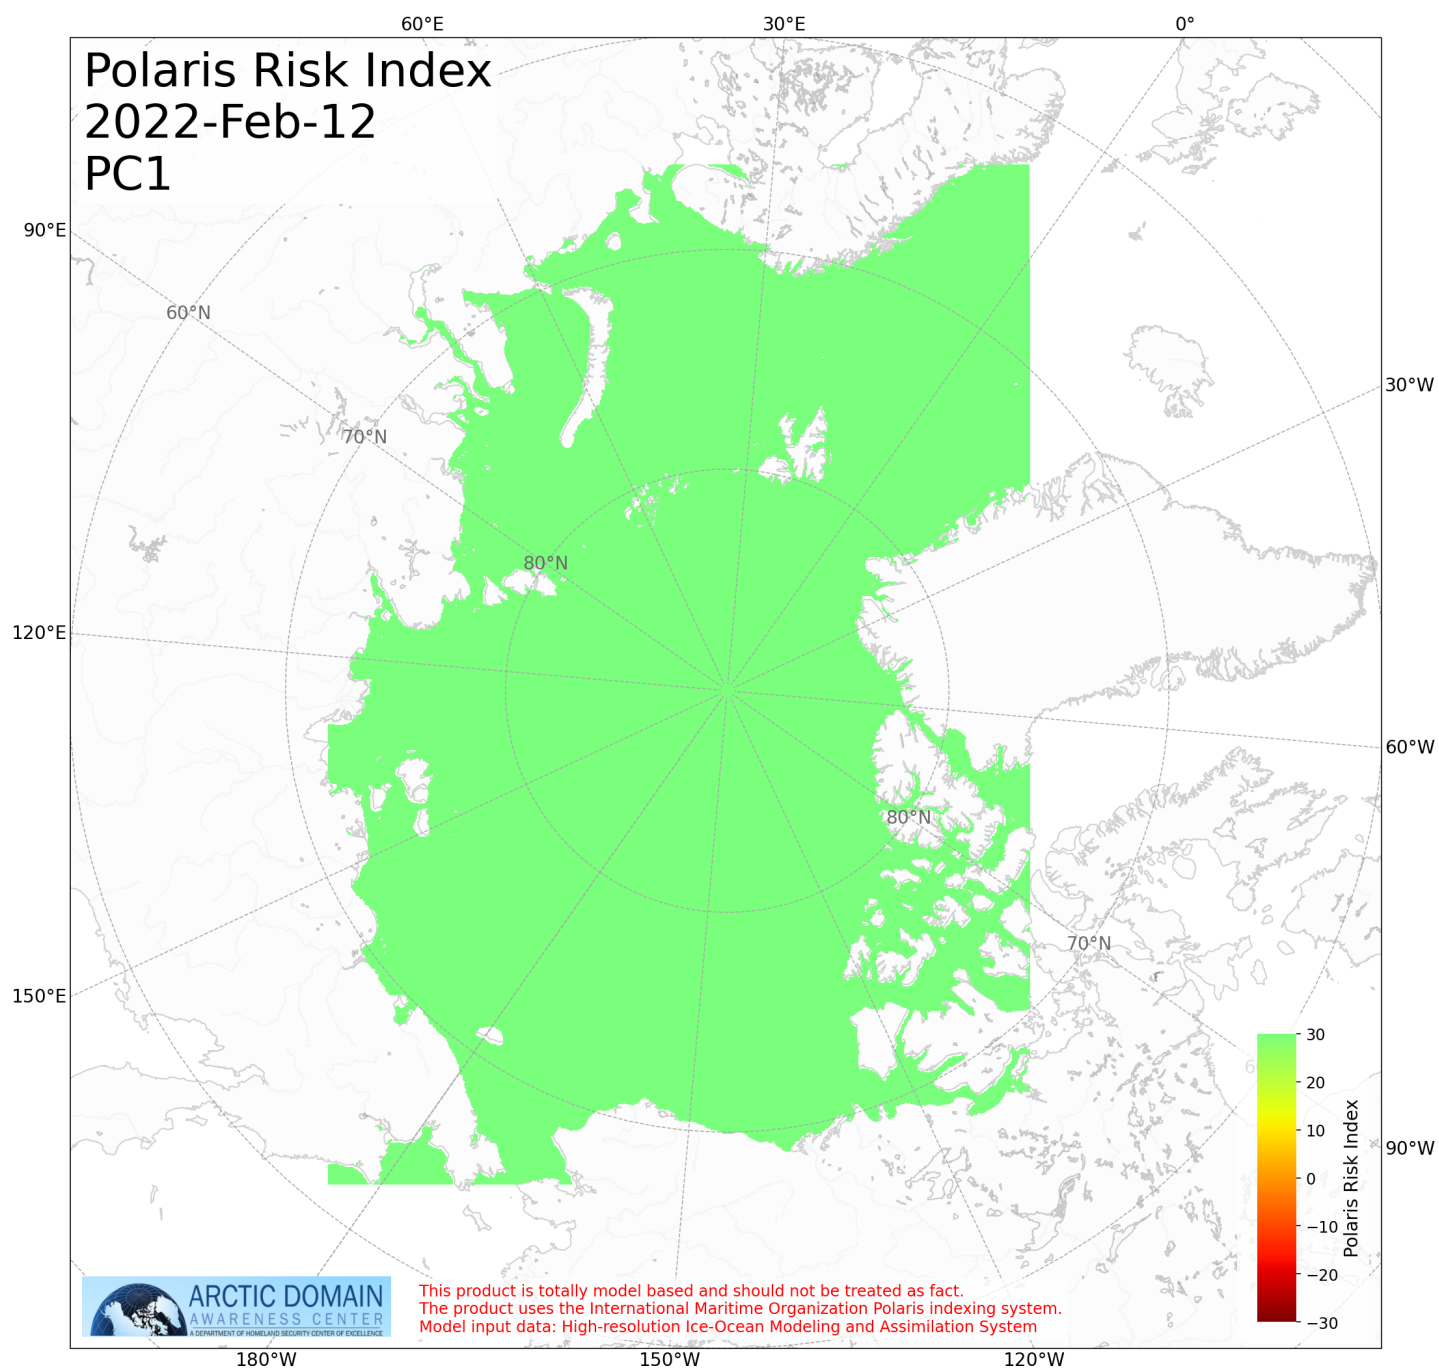 60°E 30°E 0°
Polaris Risk Index
2022-Feb-12
PC1
90°E
60°N
30°W
70°N
80°N
120°E
60°W
80°N
70°N
150°E
30
20
10
0
−10
−20
−30
Polaris Risk Index
90°W
ARCTIC DOMAIN
AWARENESS CENTER
A DEPARTMENT OF HOMELAND SECURITY CENTER OF EXCELLENCE
This product is totally model based and should not be treated as fact.
The product uses the International Maritime Organization Polaris indexing system.
Model input data: High-resolution Ice-Ocean Modeling and Assimilation System
180°W 150°W 120°W